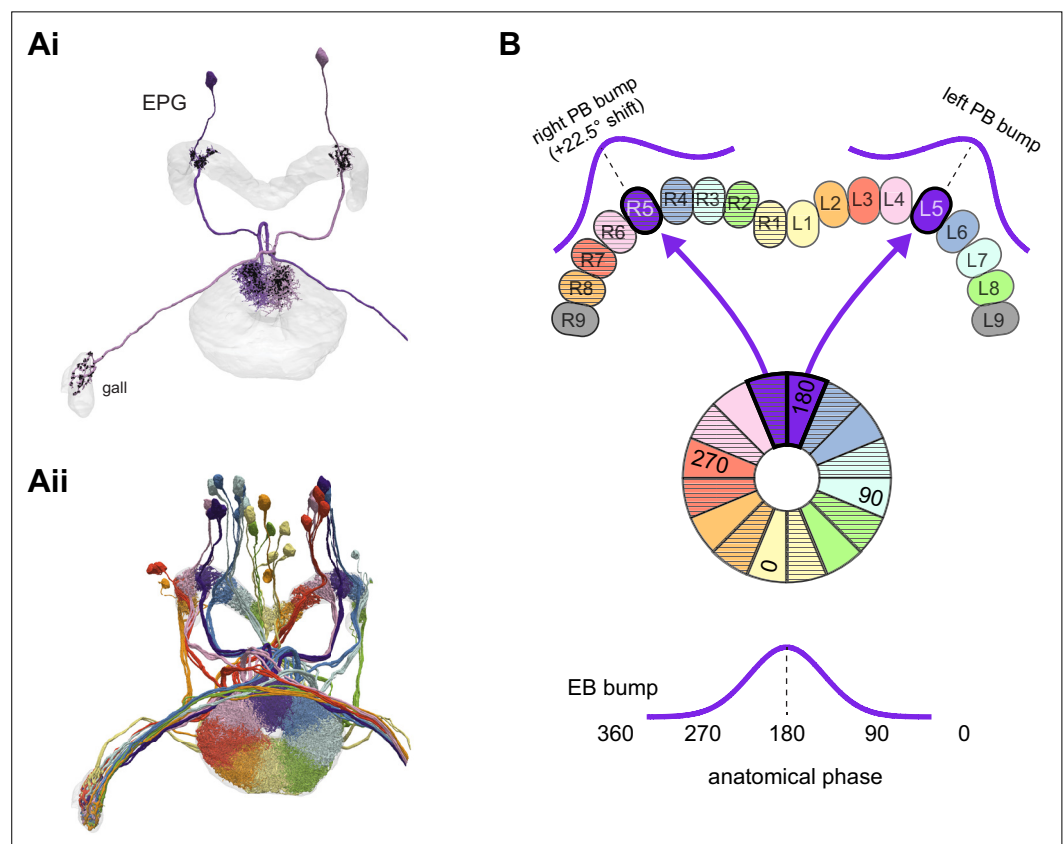 Ai
EPG
gall
Aii
B
right PB bump
(+22.5° shift)
left PB bump
R9
R8
R7
R6
R5
R4
R3
R2
R1
L1
L2
L3
L4
L5
L6
L7
L8
L9
180
270
90
0
EB bump
360 270 180 90 0
anatomical phase